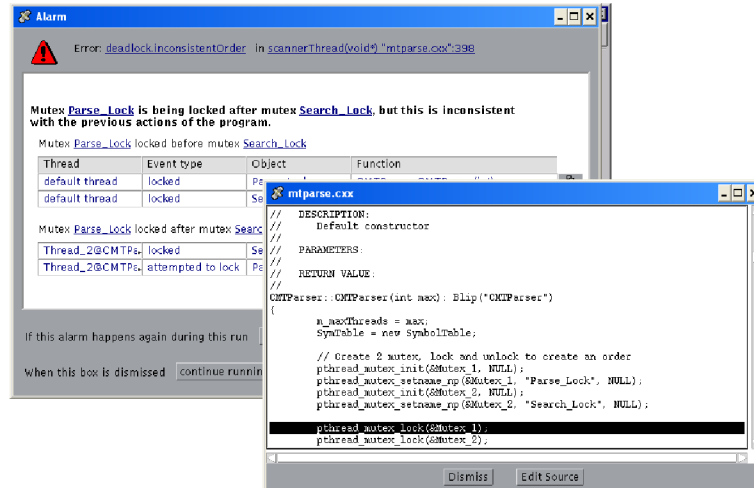 Alarm
Error: deadlock.inconsistentOrder in scannerThread(void*) "mtparse.cxx":398
Mutex Parse_Lock is being locked after mutex Search_Lock, but this is inconsistent
with the previous actions of the program.
Mutex Parse_Lock locked before mutex Search_Lock
Thread Event type Object Function
default thread locked
default thread locked
Mutex Parse_Lock locked after mutex
Thread_2@CMTPa. locked
Thread_2@CMTPa. attempted to lock
If this alarm happens again during this run
When this box is dismissed continue runnin
mtparse.cxx
// DESCRIPTION:
// Default constructor
//
// PARAMETERS:
//
// RETURN VALUE:
//
CMTParser::CMTParser(int max): Blip("CMTParser")
{
m_maxThreads = max;
SymTable = new SymbolTable;
// Create 2 mutex, lock and unlock to create an order
pthread_mutex_init(&Mutex_1, NULL);
pthread_mutex_setname_np(&Mutex_1, "Parse_Lock", NULL);
pthread_mutex_init(&Mutex_2, NULL);
pthread_mutex_setname_np(&Mutex_2, "Search_Lock", NULL);
pthread_mutex_lock(&Mutex_1);
pthread_mutex_lock(&Mutex_2);
Dismiss Edit Source